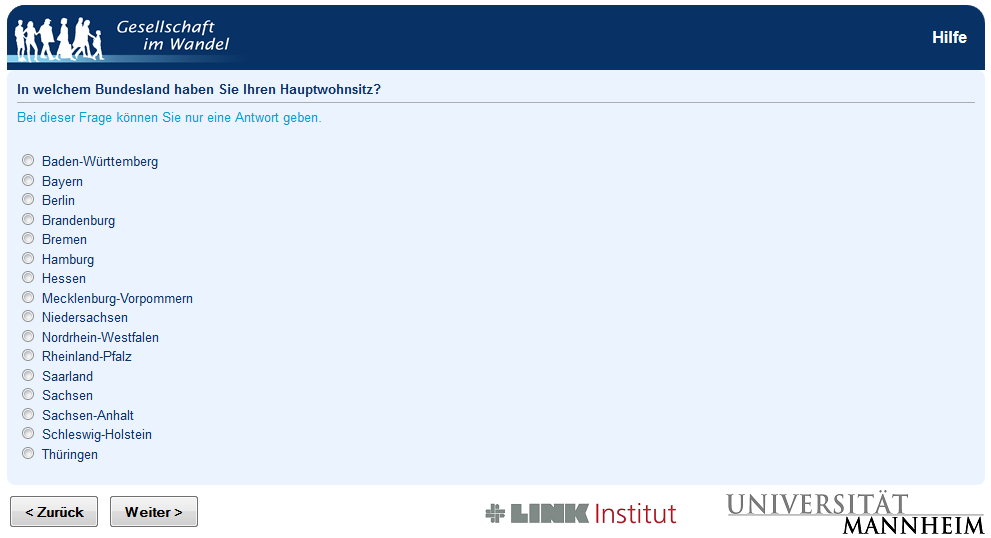 Gesellschaft
im Wandel
Hilfe
In welchem Bundesland haben Sie Ihren Hauptwohnsitz?
Bei dieser Frage können Sie nur eine Antwort geben.
Baden-Württemberg
Bayern
Berlin
Brandenburg
Bremen
Hamburg
Hessen
Mecklenburg-Vorpommern
Niedersachsen
Nordrhein-Westfalen
Rheinland-Pfalz
Saarland
Sachsen
Sachsen-Anhalt
Schleswig-Holstein
Thüringen
< Zurück
Weiter >
LINK Institut
UNIVERSITÄT
MANNHEIM